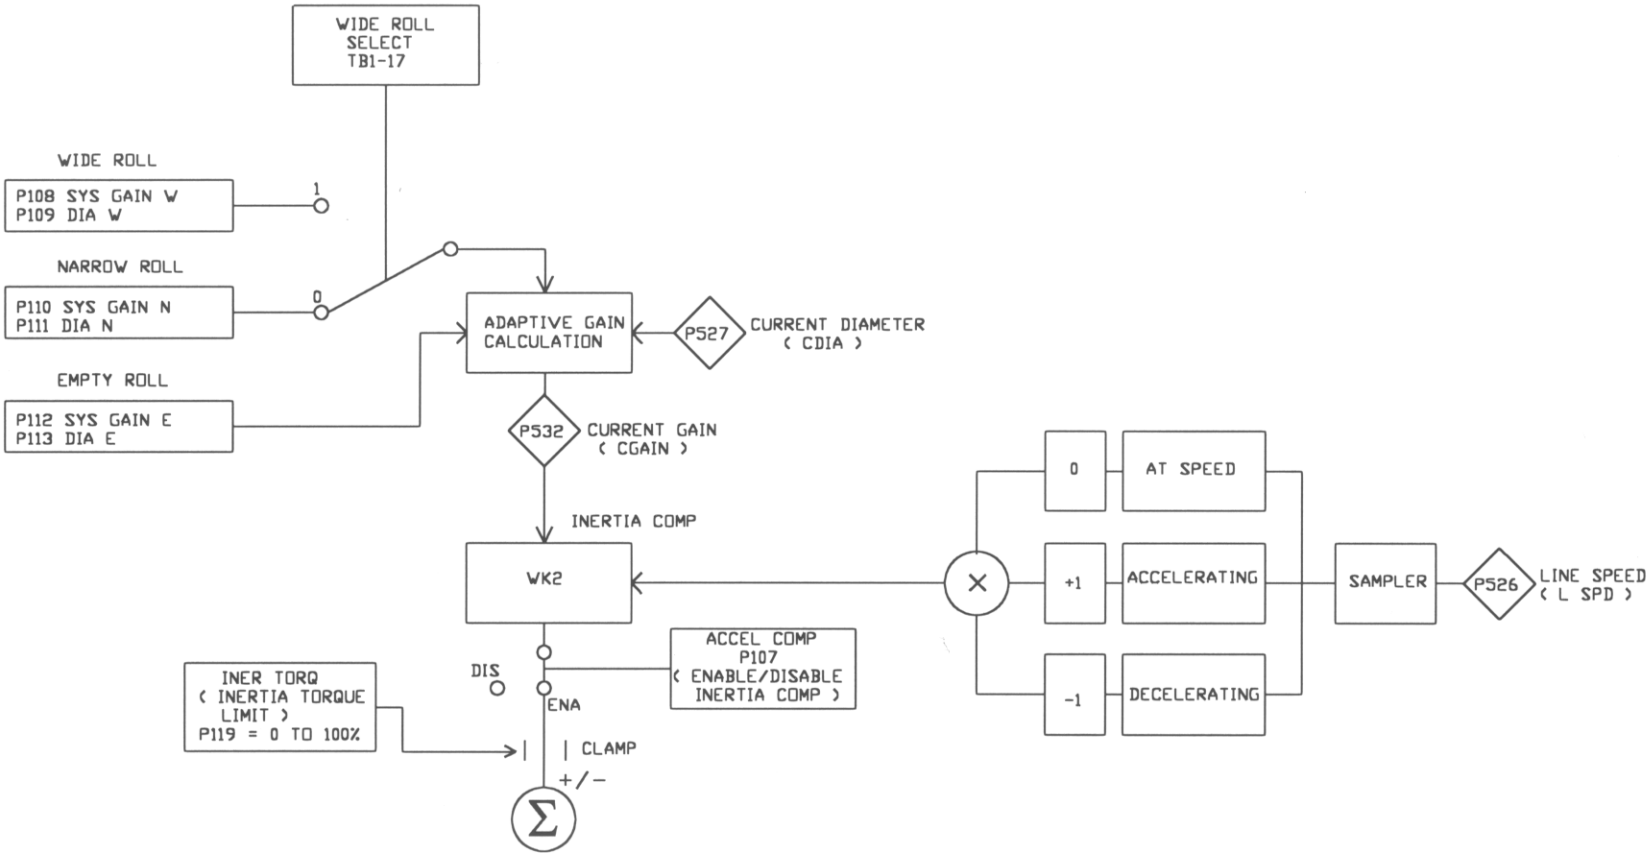 WIDE ROLL
SELECT
TB1-17
WIDE ROLL
P108 SYS GAIN W
P109 DIA W
1
NARROW ROLL
P110 SYS GAIN N
P111 DIA N
0
EMPTY ROLL
P112 SYS GAIN E
P113 DIA E
ADAPTIVE GAIN
CALCULATION
P527
CURRENT DIAMETER
( CDIA )
P532
CURRENT GAIN
( CGAIN )
INERTIA COMP
WK2
×
0
AT SPEED
+1
ACCELERATING
-1
DECELERATING
SAMPLER
P526
LINE SPEED
( L SPD )
ACCEL COMP
P107
( ENABLE/DISABLE
INERTIA COMP )
DIS
ENA
INER TORQ
( INERTIA TORQUE
LIMIT )
P119 = 0 TO 100%
CLAMP
+/-
Σ